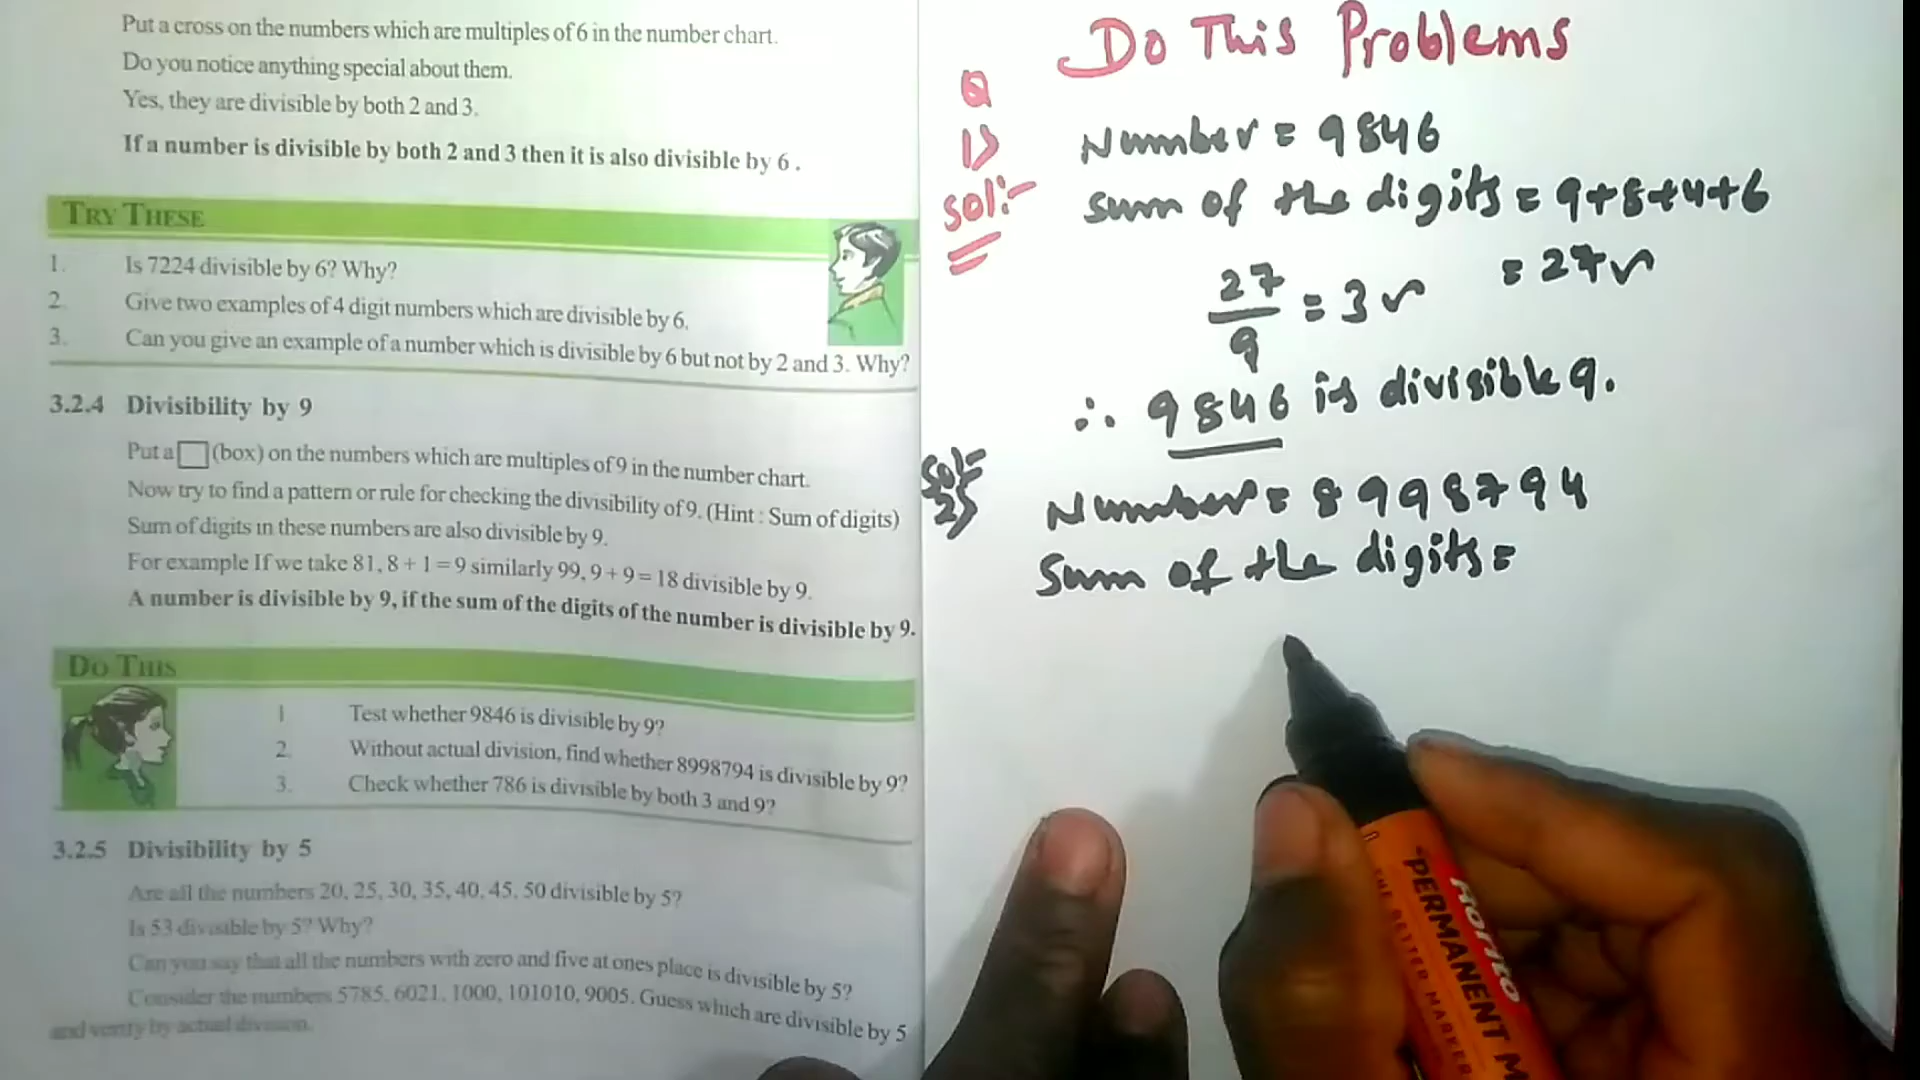 Put a cross on the numbers which are multiples of 6 in the number chart.
Do you notice anything special about them.
Yes, they are divisible by both 2 and 3.
If a number is divisible by both 2 and 3 then it is also divisible by 6 .
TRY THESE
1. Is 7224 divisible by 6? Why?
2. Give two examples of 4 digit numbers which are divisible by 6.
3. Can you give an example of a number which is divisible by 6 but not by 2 and 3. Why?
3.2.4 Divisibility by 9
Put a (box) on the numbers which are multiples of 9 in the number chart.
Now try to find a pattern or rule for checking the divisibility of 9. (Hint : Sum of digits)
Sum of digits in these numbers are also divisible by 9.
For example If we take 81, 8 + 1 = 9 similarly 99, 9 + 9 = 18 divisible by 9.
A number is divisible by 9, if the sum of the digits of the number is divisible by 9.
DO THIS
1 Test whether 9846 is divisible by 9?
2. Without actual division, find whether 8998794 is divisible by 9?
3. Check whether 786 is divisible by both 3 and 9?
3.2.5 Divisibility by 5
Are all the numbers 20, 25, 30, 35, 40, 45, 50 divisible by 5?
Is 53 divisible by 5? Why?
Can you say that all the numbers with zero and five at ones place is divisible by 5?
Consider the numbers 5785, 6021, 1000, 101010, 9005. Guess which are divisible by 5
and verify by actual division.
Do This Problems
Q
1) Number = 9846
Sol:- Sum of the digits = 9+8+4+6
= 27✓
27/9 = 3 ✓
∴ 9846 is divisible 9.
Sol:-
2) Number = 8998794
Sum of the digits =
Horito
"PERMANENT M
THE BETTER MARKER